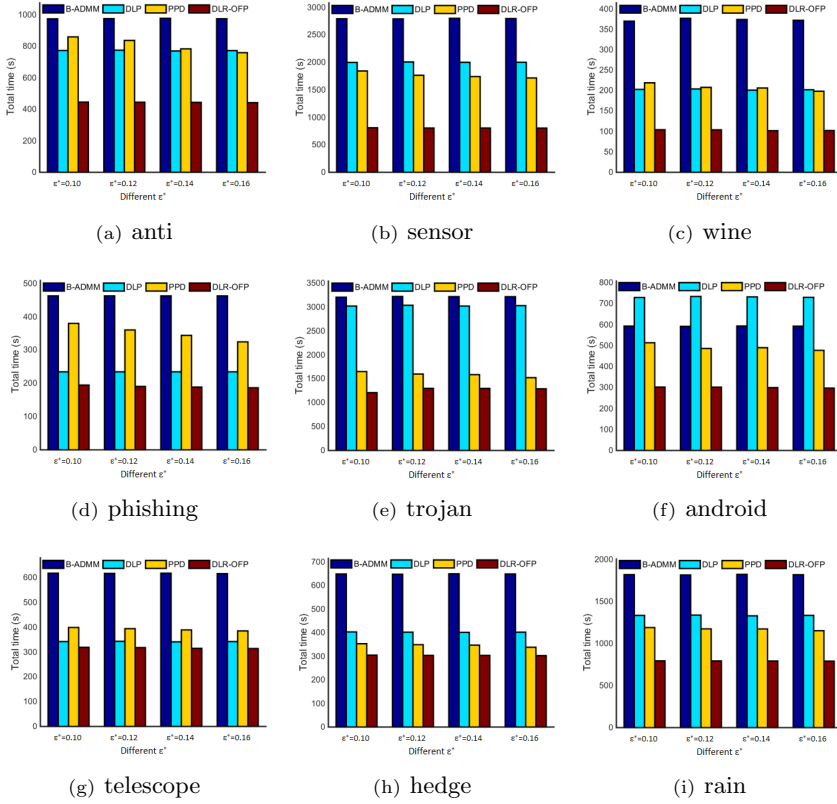 B-ADMM DLP PPD DLR-OFP
1000
800
600
400
200
0
Total time (s)
ε*=0.10 ε*=0.12 ε*=0.14 ε*=0.16
Different ε*
(a) anti
B-ADMM DLP PPD DLR-OFP
3000
2500
2000
1500
1000
500
0
Total time (s)
ε*=0.10 ε*=0.12 ε*=0.14 ε*=0.16
Different ε*
(b) sensor
B-ADMM DLP PPD DLR-OFP
400
350
300
250
200
150
100
50
0
Total time (s)
ε*=0.10 ε*=0.12 ε*=0.14 ε*=0.16
Different ε*
(c) wine
B-ADMM DLP PPD DLR-OFP
500
400
300
200
100
0
Total time (s)
ε*=0.10 ε*=0.12 ε*=0.14 ε*=0.16
Different ε*
(d) phishing
B-ADMM DLP PPD DLR-OFP
3500
3000
2500
2000
1500
1000
500
0
Total time (s)
ε*=0.10 ε*=0.12 ε*=0.14 ε*=0.16
Different ε*
(e) trojan
B-ADMM DLP PPD DLR-OFP
800
700
600
500
400
300
200
100
0
Total time (s)
ε*=0.10 ε*=0.12 ε*=0.14 ε*=0.16
Different ε*
(f) android
B-ADMM DLP PPD DLR-OFP
600
500
400
300
200
100
0
Total time (s)
ε*=0.10 ε*=0.12 ε*=0.14 ε*=0.16
Different ε*
(g) telescope
B-ADMM DLP PPD DLR-OFP
700
600
500
400
300
200
100
0
Total time (s)
ε*=0.10 ε*=0.12 ε*=0.14 ε*=0.16
Different ε*
(h) hedge
B-ADMM DLP PPD DLR-OFP
2000
1500
1000
500
0
Total time (s)
ε*=0.10 ε*=0.12 ε*=0.14 ε*=0.16
Different ε*
(i) rain